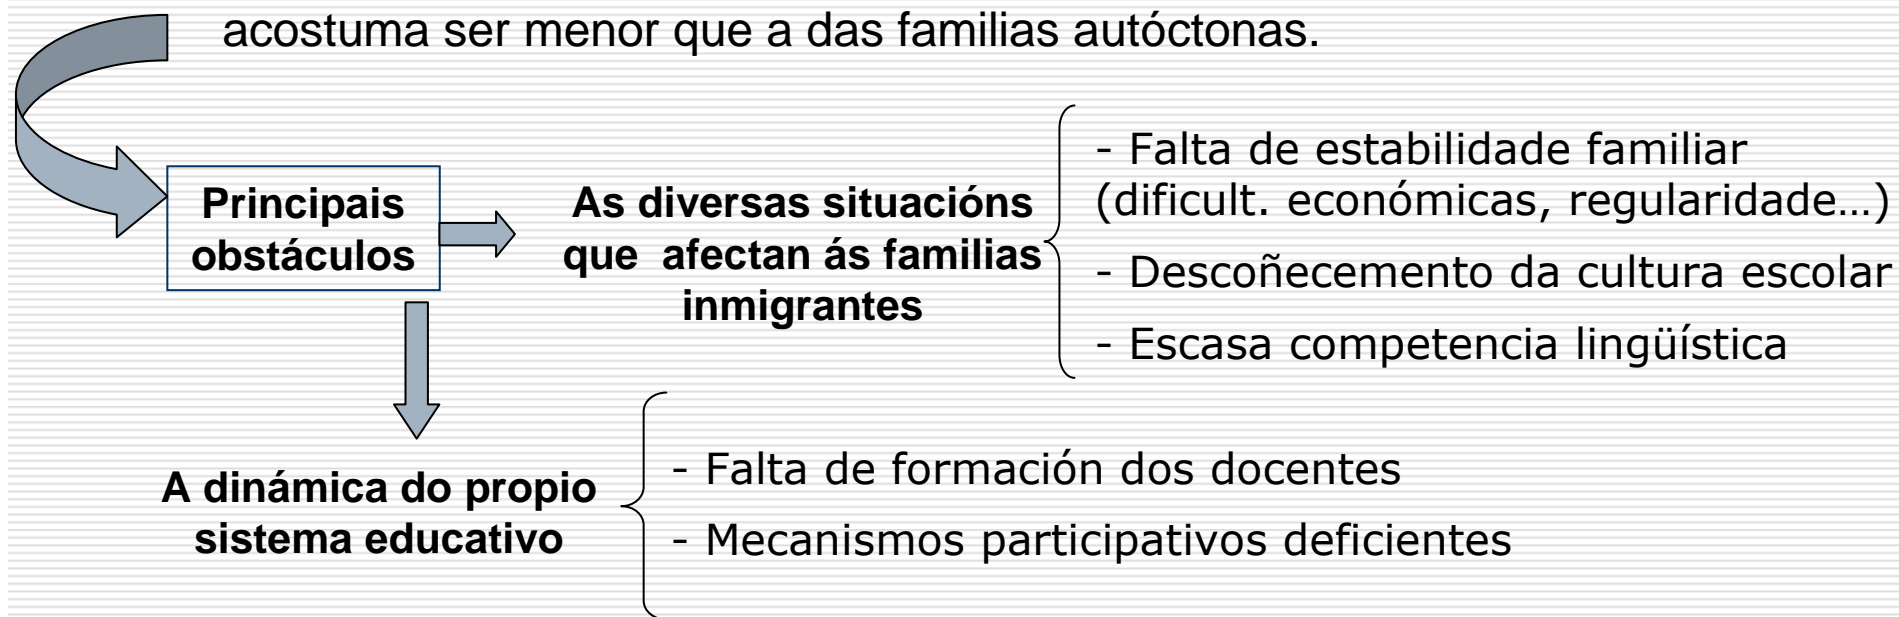 acostuma ser menor que a das familias autóctonas.
Principais
obstáculos
As diversas situacións
que afectan ás familias
inmigrantes
- Falta de estabilidade familiar
(dificult. económicas, regularidade…)
- Descoñecemento da cultura escolar
- Escasa competencia lingüística
A dinámica do propio
sistema educativo
- Falta de formación dos docentes
- Mecanismos participativos deficientes